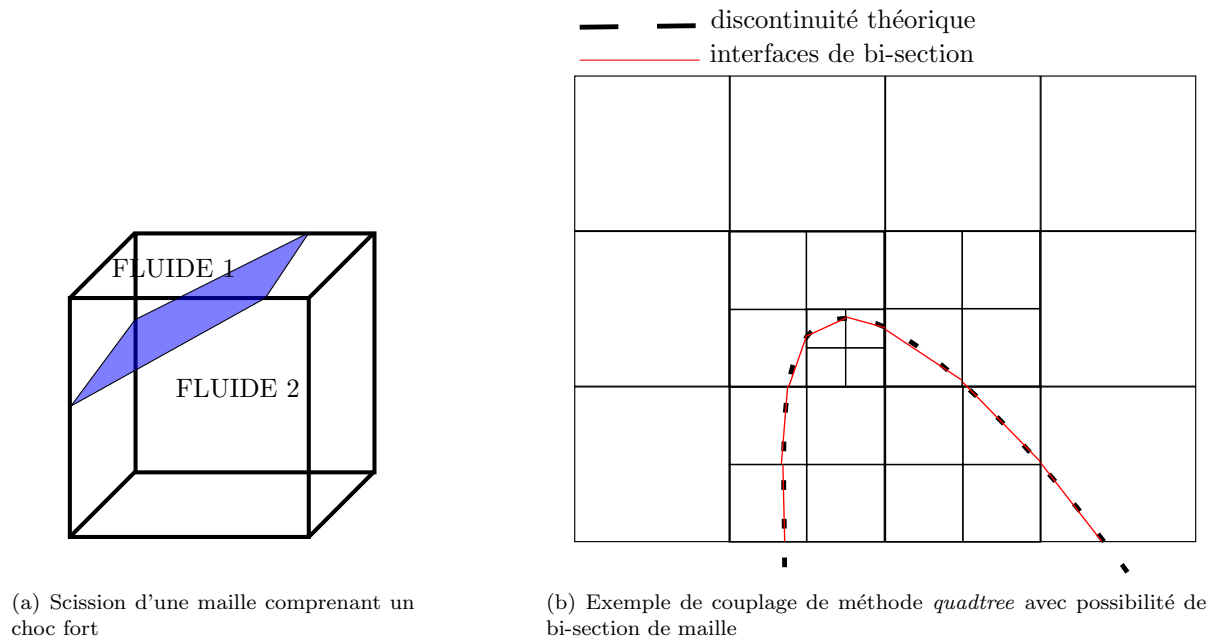 discontinuité théorique
interfaces de bi-section
FLUIDE 1
FLUIDE 2
(a) Scission d'une maille comprenant un
choc fort
(b) Exemple de couplage de méthode quadtree avec possibilité de
bi-section de maille